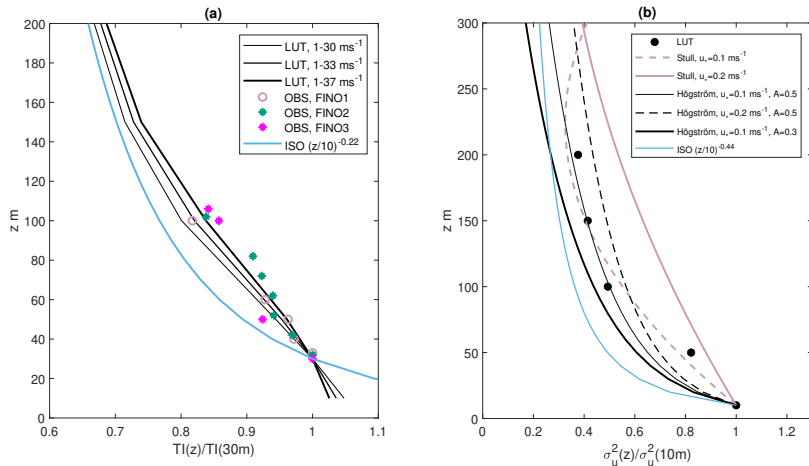 (a)
200
180
160
140
120
100
80
60
40
20
0
z m
0.6 0.7 0.8 0.9 1 1.1
TI(z)/TI(30m)
LUT, 1-30 ms⁻¹
LUT, 1-33 ms⁻¹
LUT, 1-37 ms⁻¹
OBS, FINO1
OBS, FINO2
OBS, FINO3
ISO (z/10)⁻⁰·²²
(b)
300
250
200
150
100
50
0
z m
0 0.2 0.4 0.6 0.8 1
σ²ᵤ(z)/σ²ᵤ(10m)
LUT
Stull, u*=0.1 ms⁻¹
Stull, u*=0.2 ms⁻¹
Högström, u*=0.1 ms⁻¹, A=0.5
Högström, u*=0.2 ms⁻¹, A=0.5
Högström, u*=0.1 ms⁻¹, A=0.3
ISO (z/10)⁻⁰·⁴⁴